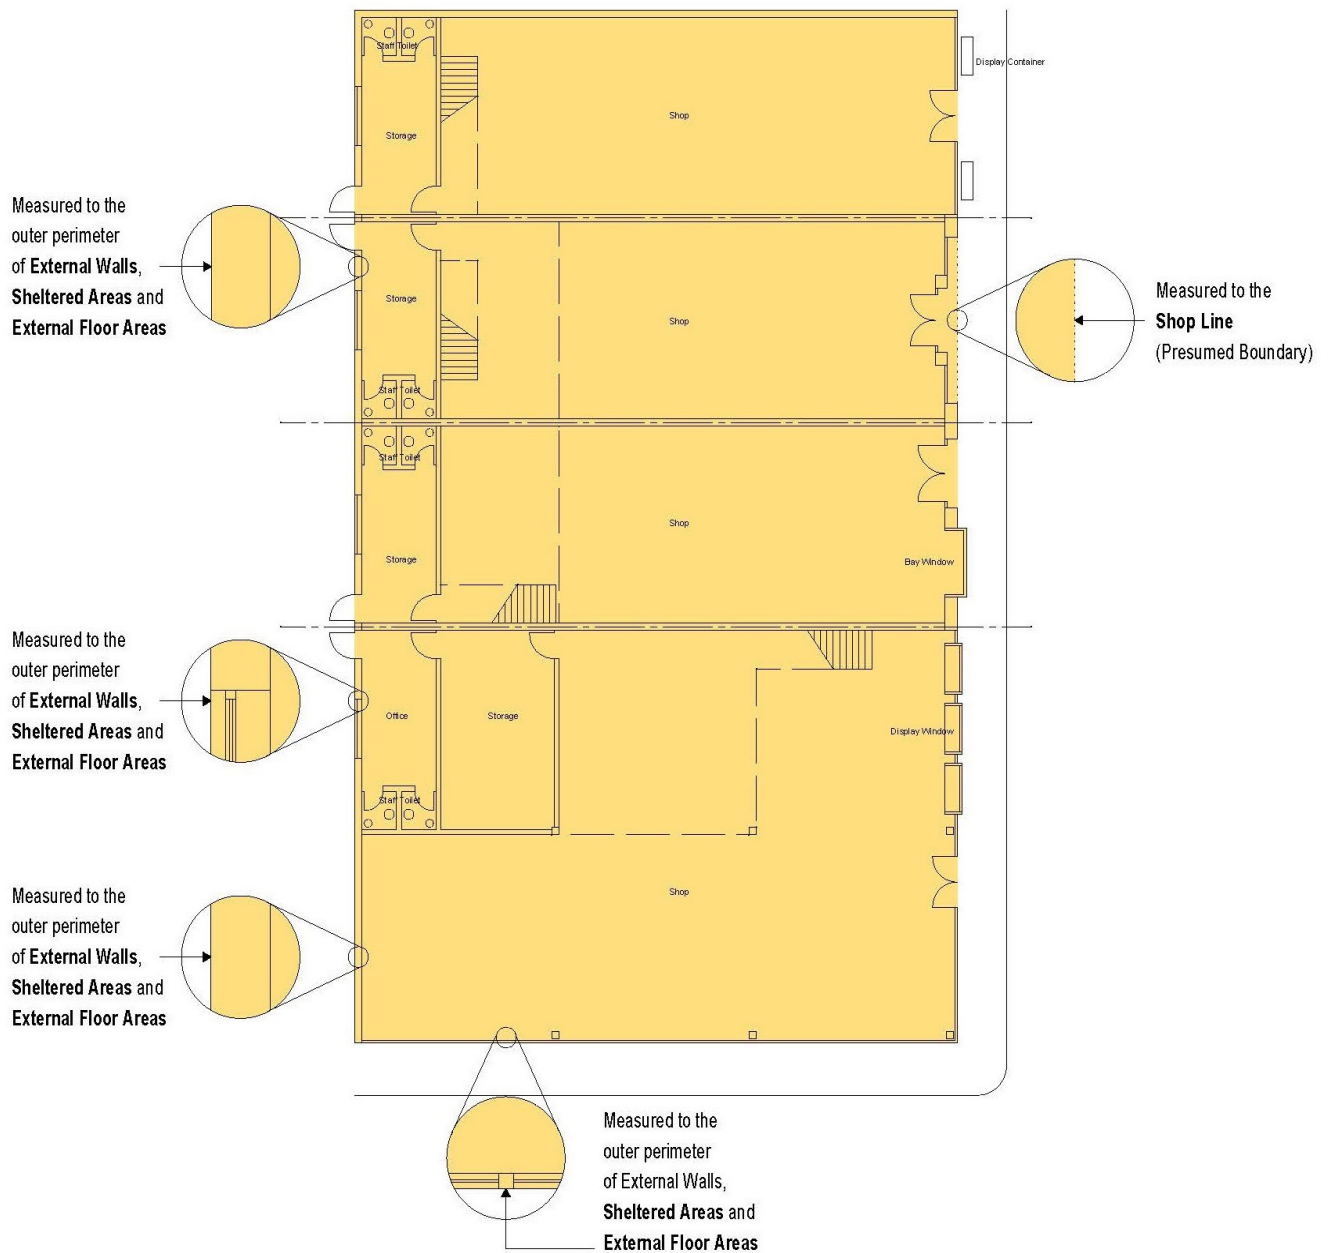 Staff Toilet
Display Container
Shop
Storage
Measured to the
outer perimeter
of External Walls,
Sheltered Areas and
External Floor Areas
Storage
Shop
Measured to the
Shop Line
(Presumed Boundary)
Staff Toilet
Staff Toilet
Shop
Storage
Bay Window
Measured to the
outer perimeter
of External Walls,
Sheltered Areas and
External Floor Areas
Office
Storage
Display Window
Staff Toilet
Measured to the
outer perimeter
of External Walls,
Sheltered Areas and
External Floor Areas
Shop
Measured to the
outer perimeter
of External Walls,
Sheltered Areas and
External Floor Areas